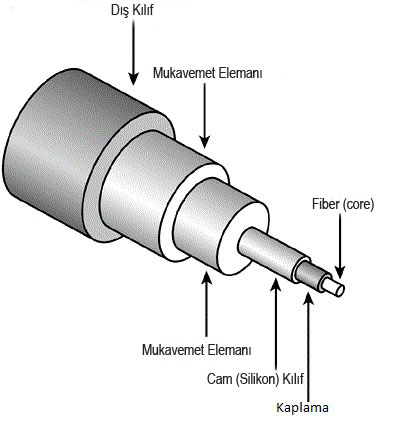 Dış Kılıf
Mukavemet Elemanı
Fiber (core)
Mukavemet Elemanı
Cam (Silikon) Kılıf
Kaplama